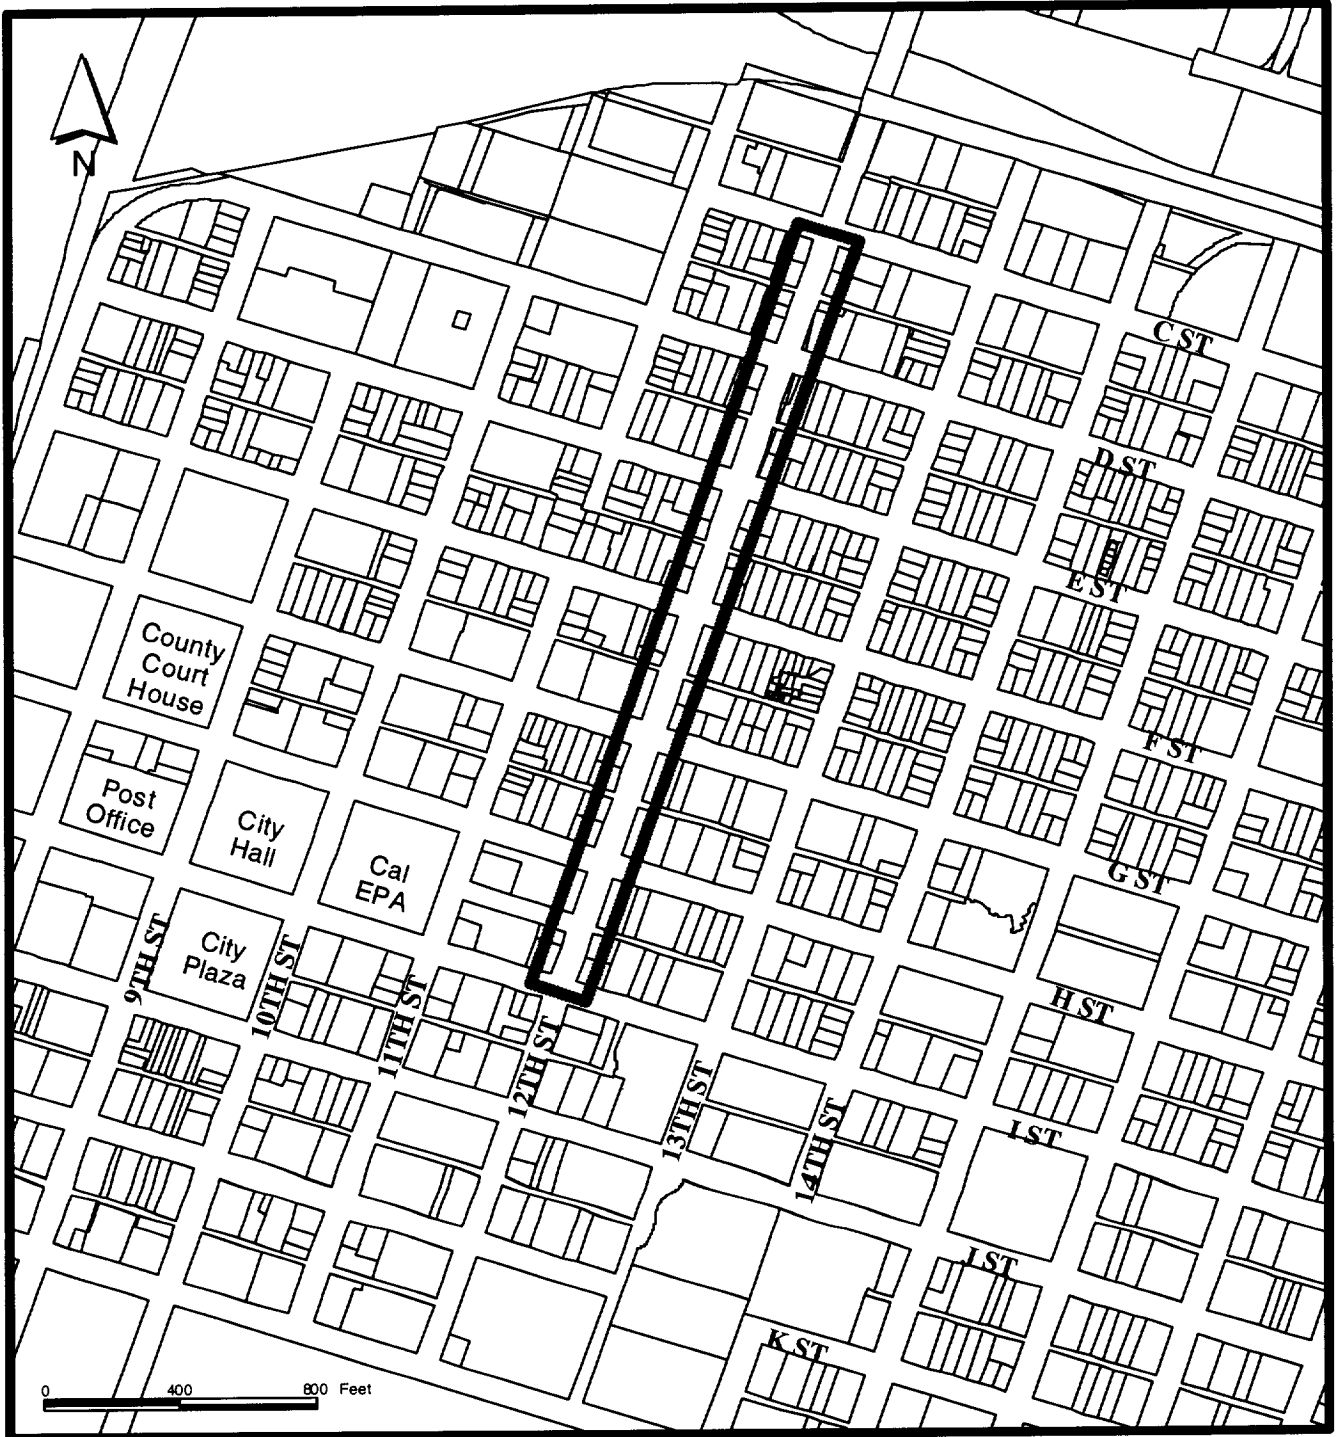 N
C ST
D ST
E ST
County
Court
House
F ST
Post
Office
City
Hall
Cal
EPA
G ST
City
Plaza
9TH ST
10TH ST
11TH ST
12TH ST
H ST
13TH ST
14TH ST
I ST
J ST
K ST
0 400 800 Feet